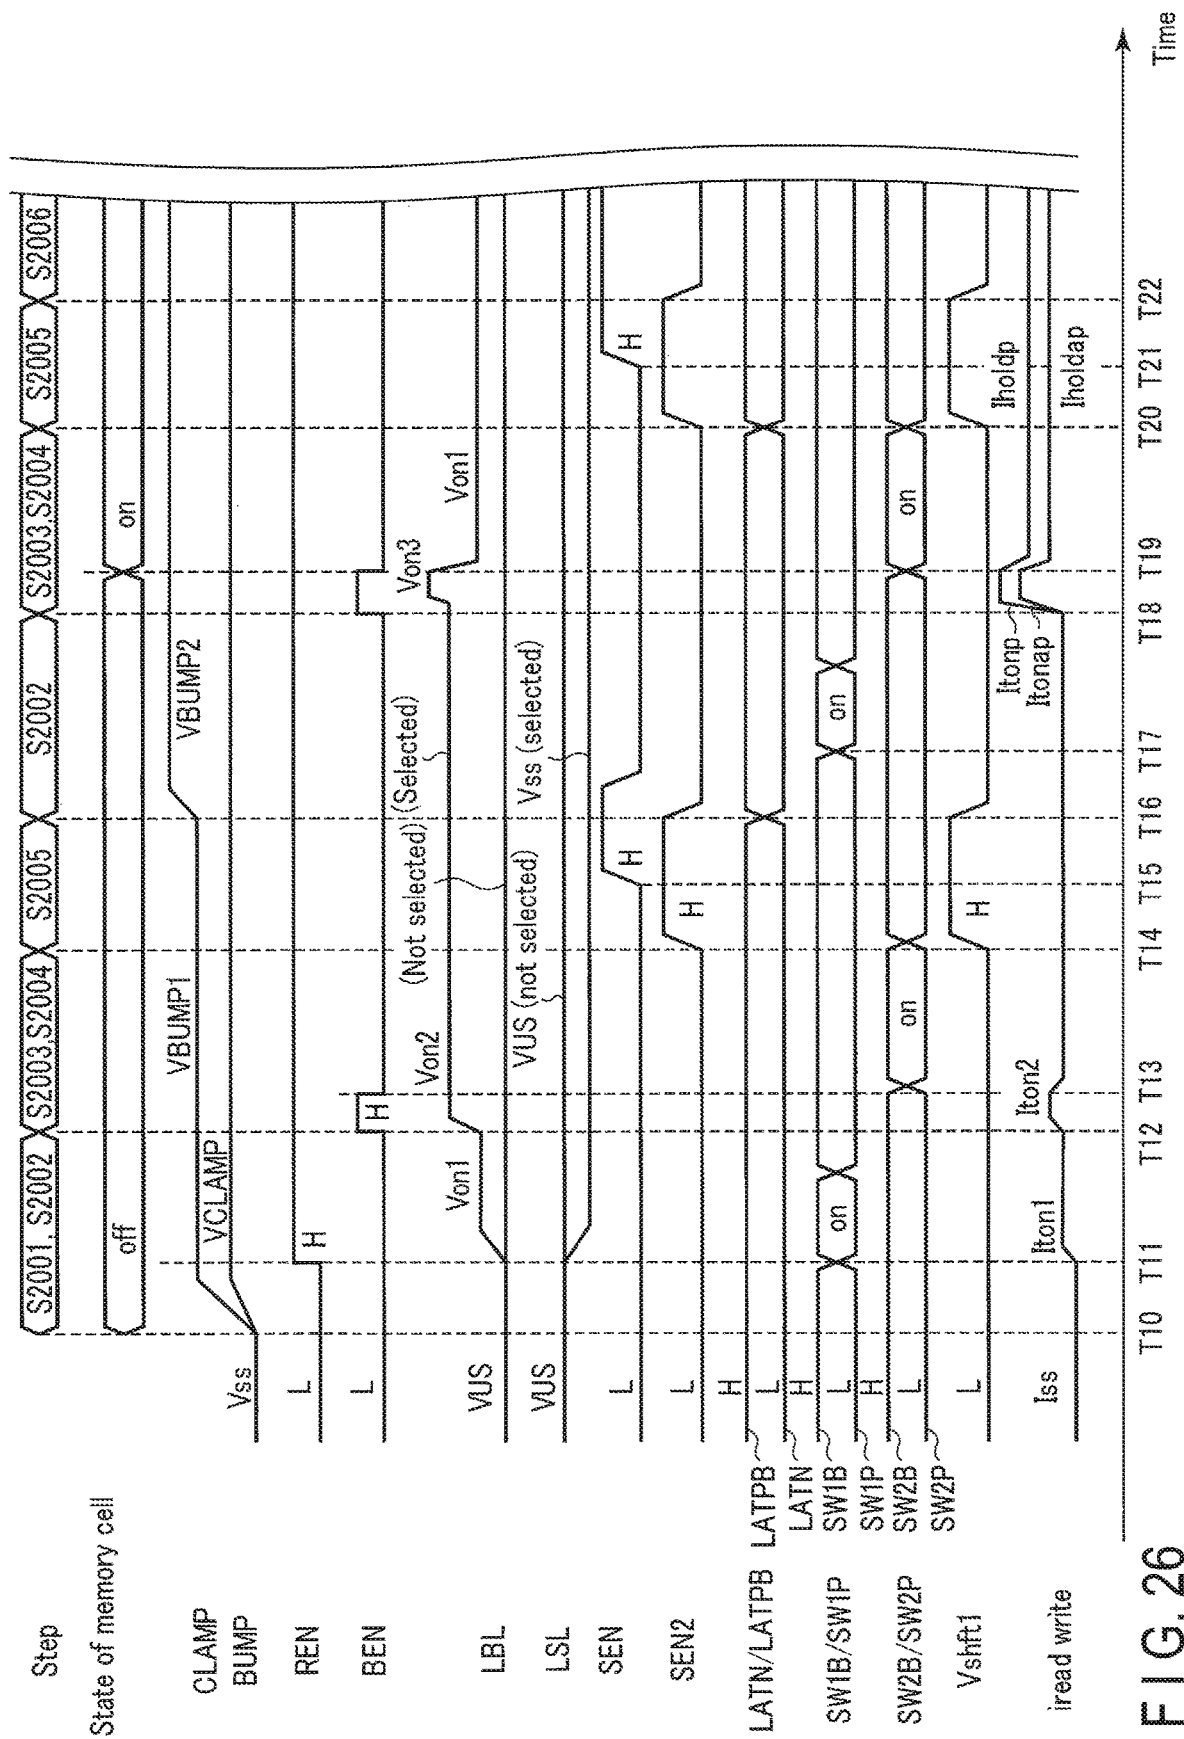 Step
S2001, S2002
S2003,S2004
S2005
S2002
S2003,S2004
S2005
S2006
State of memory cell
off
on
CLAMP
BUMP
Vss
VCLAMP
VBUMP1
VBUMP2
REN
L
H
BEN
L
H
LBL
VUS
Von1
Von2
(Not selected)
(Selected)
Von3
Von1
LSL
VUS
VUS (not selected)
Vss (selected)
SEN
L
H
H
SEN2
L
H
LATN/LATPB
H
L
LATPB
LATN
SW1B/SW1P
H
L
SW1B
SW1P
on
on
SW2B/SW2P
H
L
SW2B
SW2P
on
on
Vshft1
L
H
iread write
Iss
Iton1
Iton2
Itonp
Itonap
Iholdp
Iholdap
T10 T11 T12 T13 T14 T15 T16 T17 T18 T19 T20 T21 T22
Time
FIG. 26